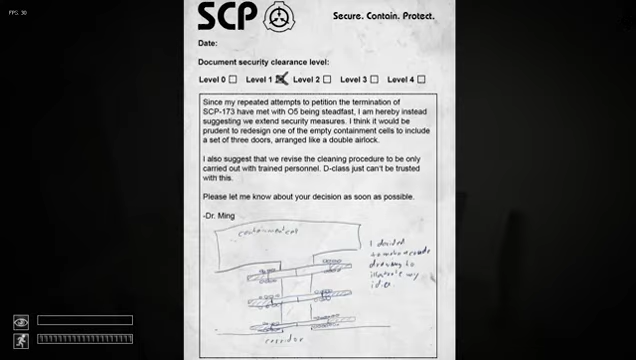 FPS: 30
SCP
Secure. Contain. Protect.
Date:
Document security clearance level:
Level 0 Level 1 Level 2 Level 3 Level 4
Since my repeated attempts to petition the termination of
SCP-173 have met with O5 being steadfast, I am hereby instead
suggesting we extend security measures. I think it would be
prudent to redesign one of the empty containment cells to include
a set of three doors, arranged like a double airlock.
I also suggest that we revise the cleaning procedure to be only
carried out with trained personnel. D-class just can't be trusted
with this.
Please let me know about your decision as soon as possible.
-Dr. Ming
I decided
to make a crude
drawing to
illustrate my
idea.
corridor